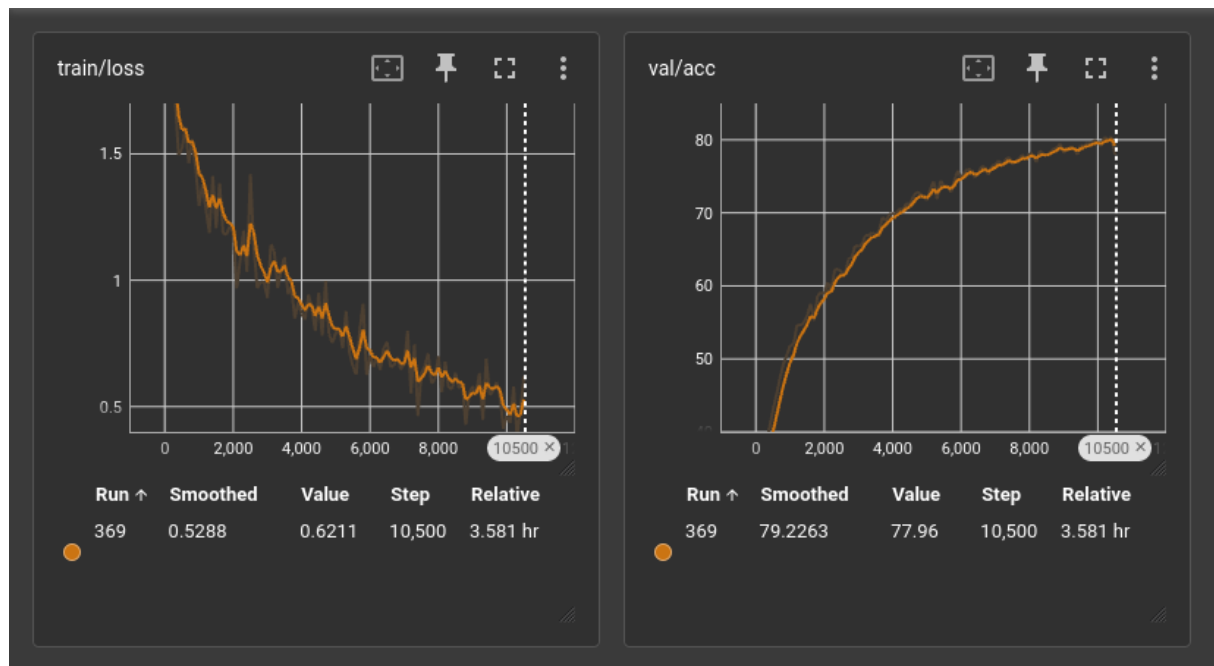 train/loss
1.5
1
0.5
0 2,000 4,000 6,000 8,000 10500 ×
Run ↑ Smoothed Value Step Relative
369 0.5288 0.6211 10,500 3.581 hr
val/acc
80
70
60
50
40
0 2,000 4,000 6,000 8,000 10500 ×
Run ↑ Smoothed Value Step Relative
369 79.2263 77.96 10,500 3.581 hr